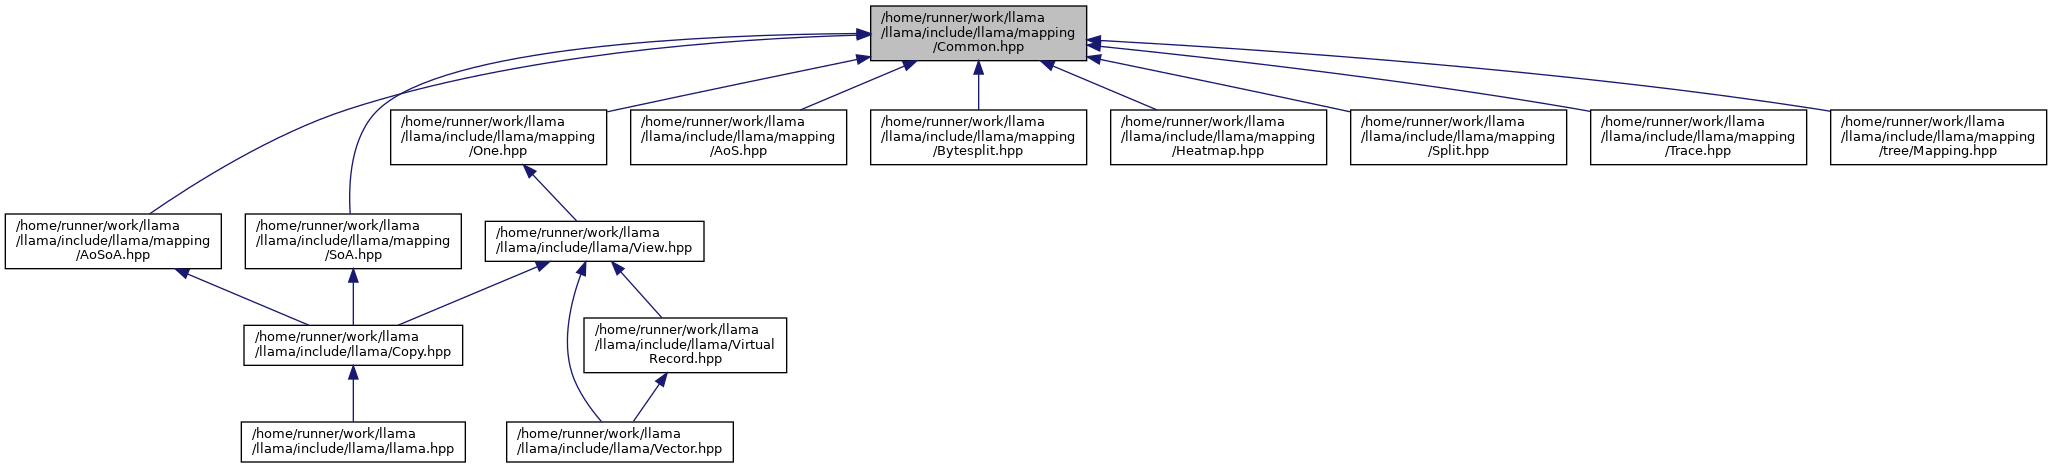 /home/runner/work/llama
/llama/include/llama/mapping
/Common.hpp
/home/runner/work/llama
/llama/include/llama/mapping
/One.hpp
/home/runner/work/llama
/llama/include/llama/mapping
/AoS.hpp
/home/runner/work/llama
/llama/include/llama/mapping
/Bytesplit.hpp
/home/runner/work/llama
/llama/include/llama/mapping
/Heatmap.hpp
/home/runner/work/llama
/llama/include/llama/mapping
/Split.hpp
/home/runner/work/llama
/llama/include/llama/mapping
/Trace.hpp
/home/runner/work/llama
/llama/include/llama/mapping
/tree/Mapping.hpp
/home/runner/work/llama
/llama/include/llama/mapping
/AoSoA.hpp
/home/runner/work/llama
/llama/include/llama/mapping
/SoA.hpp
/home/runner/work/llama
/llama/include/llama/View.hpp
/home/runner/work/llama
/llama/include/llama/Copy.hpp
/home/runner/work/llama
/llama/include/llama/Virtual
Record.hpp
/home/runner/work/llama
/llama/include/llama/llama.hpp
/home/runner/work/llama
/llama/include/llama/Vector.hpp